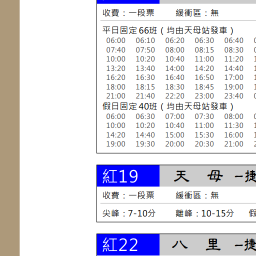 收費：一段票 緩衝區：無
平日固定66班（均由天母站發車）
06:00 06:10 06:20 06:30 06:40
07:40 07:50 08:00 08:15 08:30
10:00 10:20 10:40 11:00 11:20
13:20 13:40 14:00 14:20 14:40
16:20 16:30 16:40 16:50 17:00
18:00 18:15 18:30 18:45 19:00
21:00 21:40 22:20 23:00 23:40
假日固定40班（均由天母站發車）
06:00 06:30 07:00 07:30 08:00
10:00 10:20 10:40 11:00 11:30
14:20 14:40 15:00 15:30 16:00
19:00 19:30 20:00 20:30 21:00
紅19 天母－捷
收費：一段票 緩衝區：無
尖峰：7-10分 離峰：10-15分
紅22 八里－捷